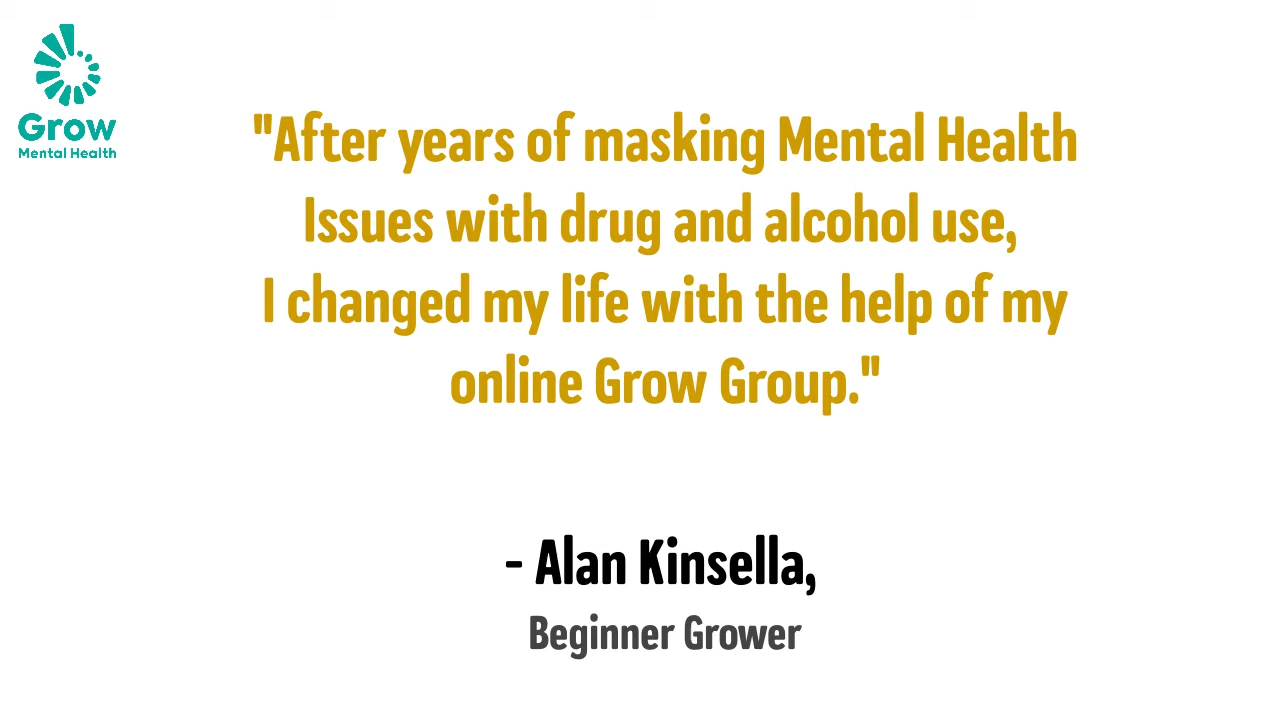 Grow
Mental Health
"After years of masking Mental Health
Issues with drug and alcohol use,
I changed my life with the help of my
online Grow Group."
- Alan Kinsella,
Beginner Grower